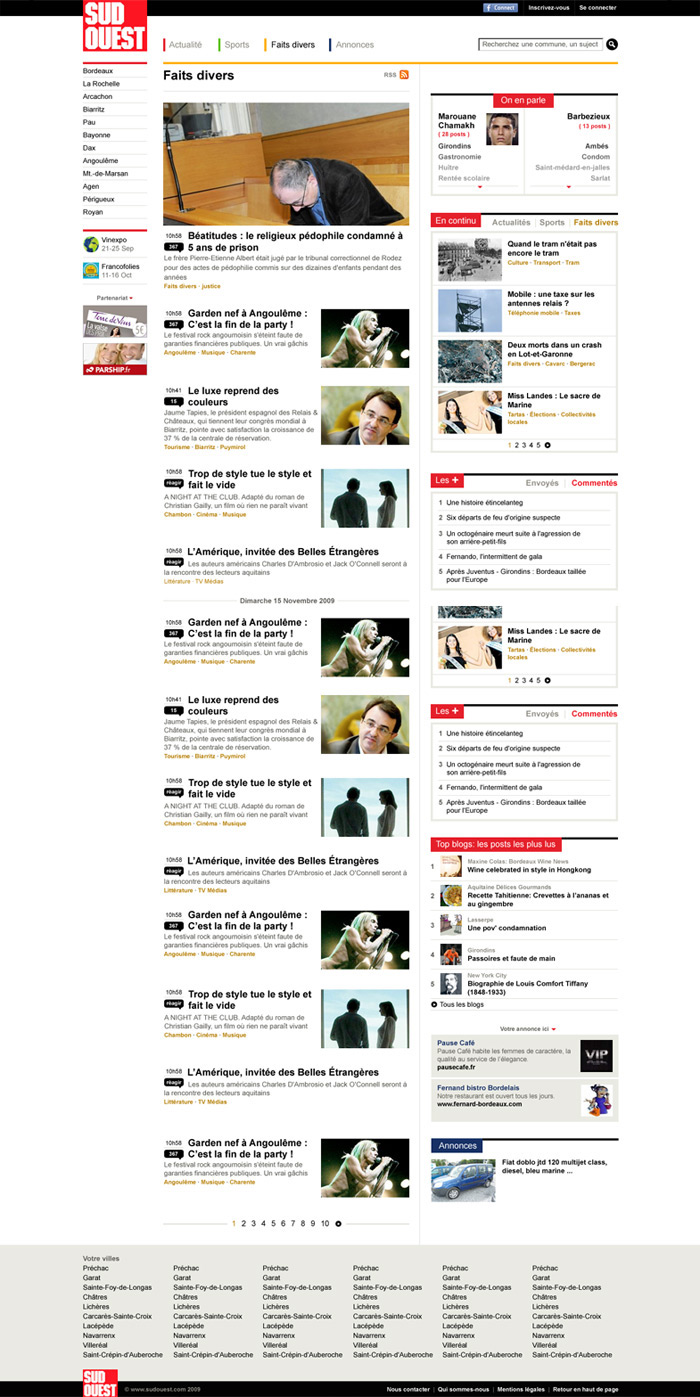 f Connect
Inscrivez-vous
Se connecter
SUD OUEST
Actualité
Sports
Faits divers
Annonces
Recherchez une commune, un suject
Bordeaux
La Rochelle
Arcachon
Biarritz
Pau
Bayonne
Dax
Angoulême
Mt.-de-Marsan
Agen
Périgueux
Royan
Vinexpo
21-25 Sep
Francofolies
11-16 Oct
Partenariat
La valse
5€
PARSHIP.fr
Faits divers
RSS
10h58
367
Béatitudes : le religieux pédophile condamné à
5 ans de prison
Le frère Pierre-Etienne Albert était jugé par le tribunal correctionnel de Rodez
pour des actes de pédophilie commis sur des dizaines d'enfants pendant des
années
Faits divers · justice
10h58
367
Garden nef à Angoulême :
C'est la fin de la party !
Le festival rock angoumoisin s'éteint faute de
garanties financières publiques. Un vrai gâchis
Angoulême · Musique · Charente
10h41
15
Le luxe reprend des
couleurs
Jaume Tapies, le président espagnol des Relais &
Châteaux, qui tiennent leur congrès mondial à
Biarritz, pointe avec satisfaction la croissance de
37 % de la centrale de réservation.
Tourisme · Biarritz · Puymirol
10h58
réagir
Trop de style tue le style et
fait le vide
A NIGHT AT THE CLUB. Adapté du roman de
Christian Gailly, un film où rien ne paraît vivant
Chambon · Cinéma · Musique
10h58
réagir
L'Amérique, invitée des Belles Étrangères
Les auteurs américains Charles D'Ambrosio et Jack O'Connell seront à
la rencontre des lecteurs aquitains
Littérature · TV Médias
Dimarche 15 Novembre 2009
10h58
367
Garden nef à Angoulême :
C'est la fin de la party !
Le festival rock angoumoisin s'éteint faute de
garanties financières publiques. Un vrai gâchis
Angoulême · Musique · Charente
10h41
15
Le luxe reprend des
couleurs
Jaume Tapies, le président espagnol des Relais &
Châteaux, qui tiennent leur congrès mondial à
Biarritz, pointe avec satisfaction la croissance de
37 % de la centrale de réservation.
Tourisme · Biarritz · Puymirol
10h58
réagir
Trop de style tue le style et
fait le vide
A NIGHT AT THE CLUB. Adapté du roman de
Christian Gailly, un film où rien ne paraît vivant
Chambon · Cinéma · Musique
10h58
réagir
L'Amérique, invitée des Belles Étrangères
Les auteurs américains Charles D'Ambrosio et Jack O'Connell seront à
la rencontre des lecteurs aquitains
Littérature · TV Médias
10h58
367
Garden nef à Angoulême :
C'est la fin de la party !
Le festival rock angoumoisin s'éteint faute de
garanties financières publiques. Un vrai gâchis
Angoulême · Musique · Charente
10h58
réagir
Trop de style tue le style et
fait le vide
A NIGHT AT THE CLUB. Adapté du roman de
Christian Gailly, un film où rien ne paraît vivant
Chambon · Cinéma · Musique
10h58
réagir
L'Amérique, invitée des Belles Étrangères
Les auteurs américains Charles D'Ambrosio et Jack O'Connell seront à
la rencontre des lecteurs aquitains
Littérature · TV Médias
10h58
367
Garden nef à Angoulême :
C'est la fin de la party !
Le festival rock angoumoisin s'éteint faute de
garanties financières publiques. Un vrai gâchis
Angoulême · Musique · Charente
1 2 3 4 5 6 7 8 9 10
On en parle
Marouane
Chamakh
[ 28 posts ]
Girondins
Gastronomie
Huître
Rentée scolaire
Barbezieux
[ 13 posts ]
Ambés
Condom
Saint-médard-en-jalles
Sarlat
En continu
Actualités | Sports | Faits divers
Quand le tram n'était pas
encore le tram
Culture · Transport · Tram
Mobile : une taxe sur les
antennes relais ?
Téléphonie mobile · Taxes
Deux morts dans un crash
en Lot-et-Garonne
Faits divers · Cavarc · Bergerac
Miss Landes : Le sacre de
Marine
Tartas · Élections · Collectivités
locales
1 2 3 4 5
Les +
Envoyés | Commentés
1 Une histoire étincelanteg
2 Six départs de feu d'origine suspecte
3 Un octogénaire meurt suite à l'agression de
son arrière-petit-fils
4 Fernando, l'intermittent de gala
5 Après Juventus - Girondins : Bordeaux taillée
pour l'Europe
Miss Landes : Le sacre de
Marine
Tartas · Élections · Collectivités
locales
1 2 3 4 5
Les +
Envoyés | Commentés
1 Une histoire étincelanteg
2 Six départs de feu d'origine suspecte
3 Un octogénaire meurt suite à l'agression de
son arrière-petit-fils
4 Fernando, l'intermittent de gala
5 Après Juventus - Girondins : Bordeaux taillée
pour l'Europe
Top blogs: les posts les plus lus
1 Maxine Colas: Bordeaux Wine News
Wine celebrated in style in Hongkong
2 Aquitaine Délices Gourmands
Recette Tahitienne: Crevettes à l'ananas et
au gingembre
3 Lesserpe
Une pov' condamnation
4 Girondins
Passoires et faute de main
5 New York City
Biographie de Louis Comfort Tiffany
(1848-1933)
Tous les blogs
Votre annonce ici
Pause Café
Pause Café habite les femmes de caractère, la
qualité au service de l'élegance.
pausecafe.fr
VIP
Fernand bistro Bordelais
Notre restaurant est ouvert tous les jours.
www.fernard-bordeaux.com
Annonces
Fiat doblo jtd 120 multijet class,
diesel, bleu marine ...
Votre villes
Préchac Préchac Préchac Préchac Préchac Préchac
Garat Garat Garat Garat Garat Garat
Sainte-Foy-de-Longas Sainte-Foy-de-Longas Sainte-Foy-de-Longas Sainte-Foy-de-Longas Sainte-Foy-de-Longas Sainte-Foy-de-Longas
Châtres Châtres Châtres Châtres Châtres Châtres
Lichères Lichères Lichères Lichères Lichères Lichères
Carcarès-Sainte-Croix Carcarès-Sainte-Croix Carcarès-Sainte-Croix Carcarès-Sainte-Croix Carcarès-Sainte-Croix Carcarès-Sainte-Croix
Lacépède Lacépède Lacépède Lacépède Lacépède Lacépède
Navarrenx Navarrenx Navarrenx Navarrenx Navarrenx Navarrenx
Villeréal Villeréal Villeréal Villeréal Villeréal Villeréal
Saint-Crépin-d'Auberoche Saint-Crépin-d'Auberoche Saint-Crépin-d'Auberoche Saint-Crépin-d'Auberoche Saint-Crépin-d'Auberoche Saint-Crépin-d'Auberoche
SUD OUEST
© www.sudouest.com 2009
Nous contacter | Qui sommes-nous | Mentions légales | Retour en haut de page